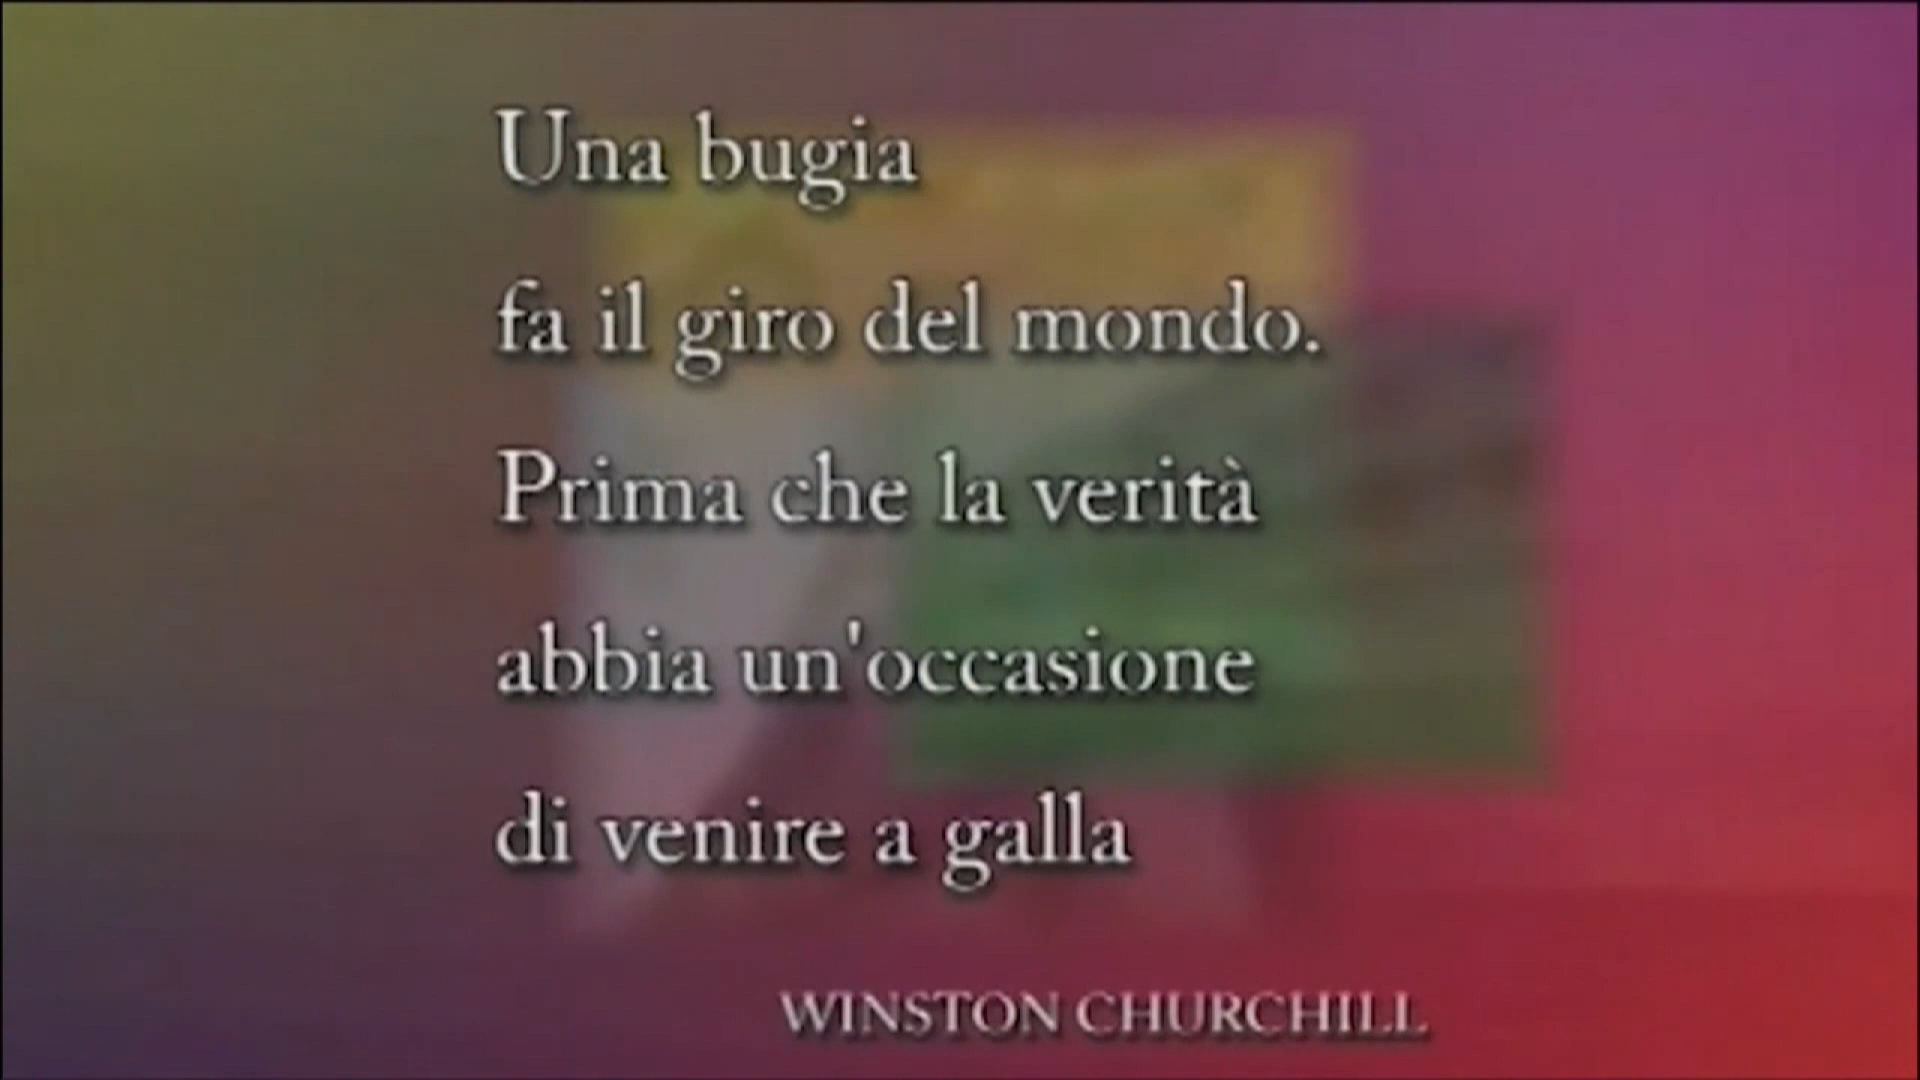 Una bugia
fa il giro del mondo.
Prima che la verità
abbia un'occasione
di venire a galla
WINSTON CHURCHILL